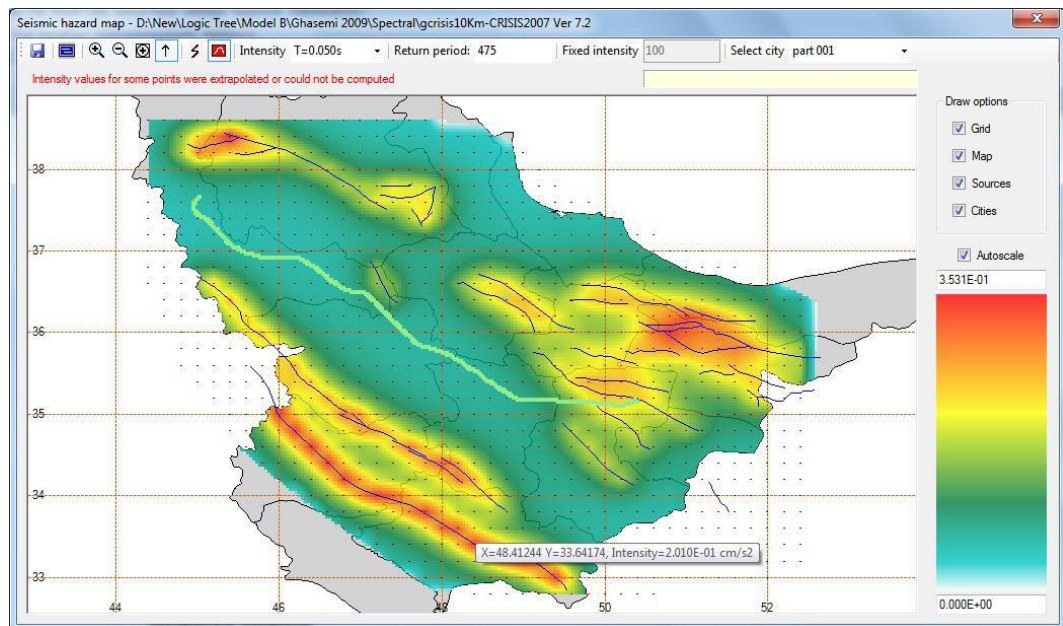 Seismic hazard map - D:\New\Logic Tree\Model B\Ghasemi 2009\Spectral\gcrisis10Km-CRISIS2007 Ver 7.2
Intensity T=0.050s Return period: 475 Fixed intensity 100 Select city part 001
Intensity values for some points were extrapolated or could not be computed
Draw options
Grid
Map
Sources
Cities
Autoscale
3.531E-01
38
37
36
35
34
33
X=48.41244 Y=33.64174, Intensity=2.010E-01 cm/s2
0.000E+00
44 46 48 50 52